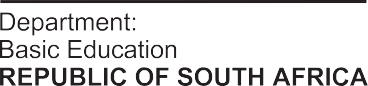 Department:
Basic Education
REPUBLIC OF SOUTH AFRICA